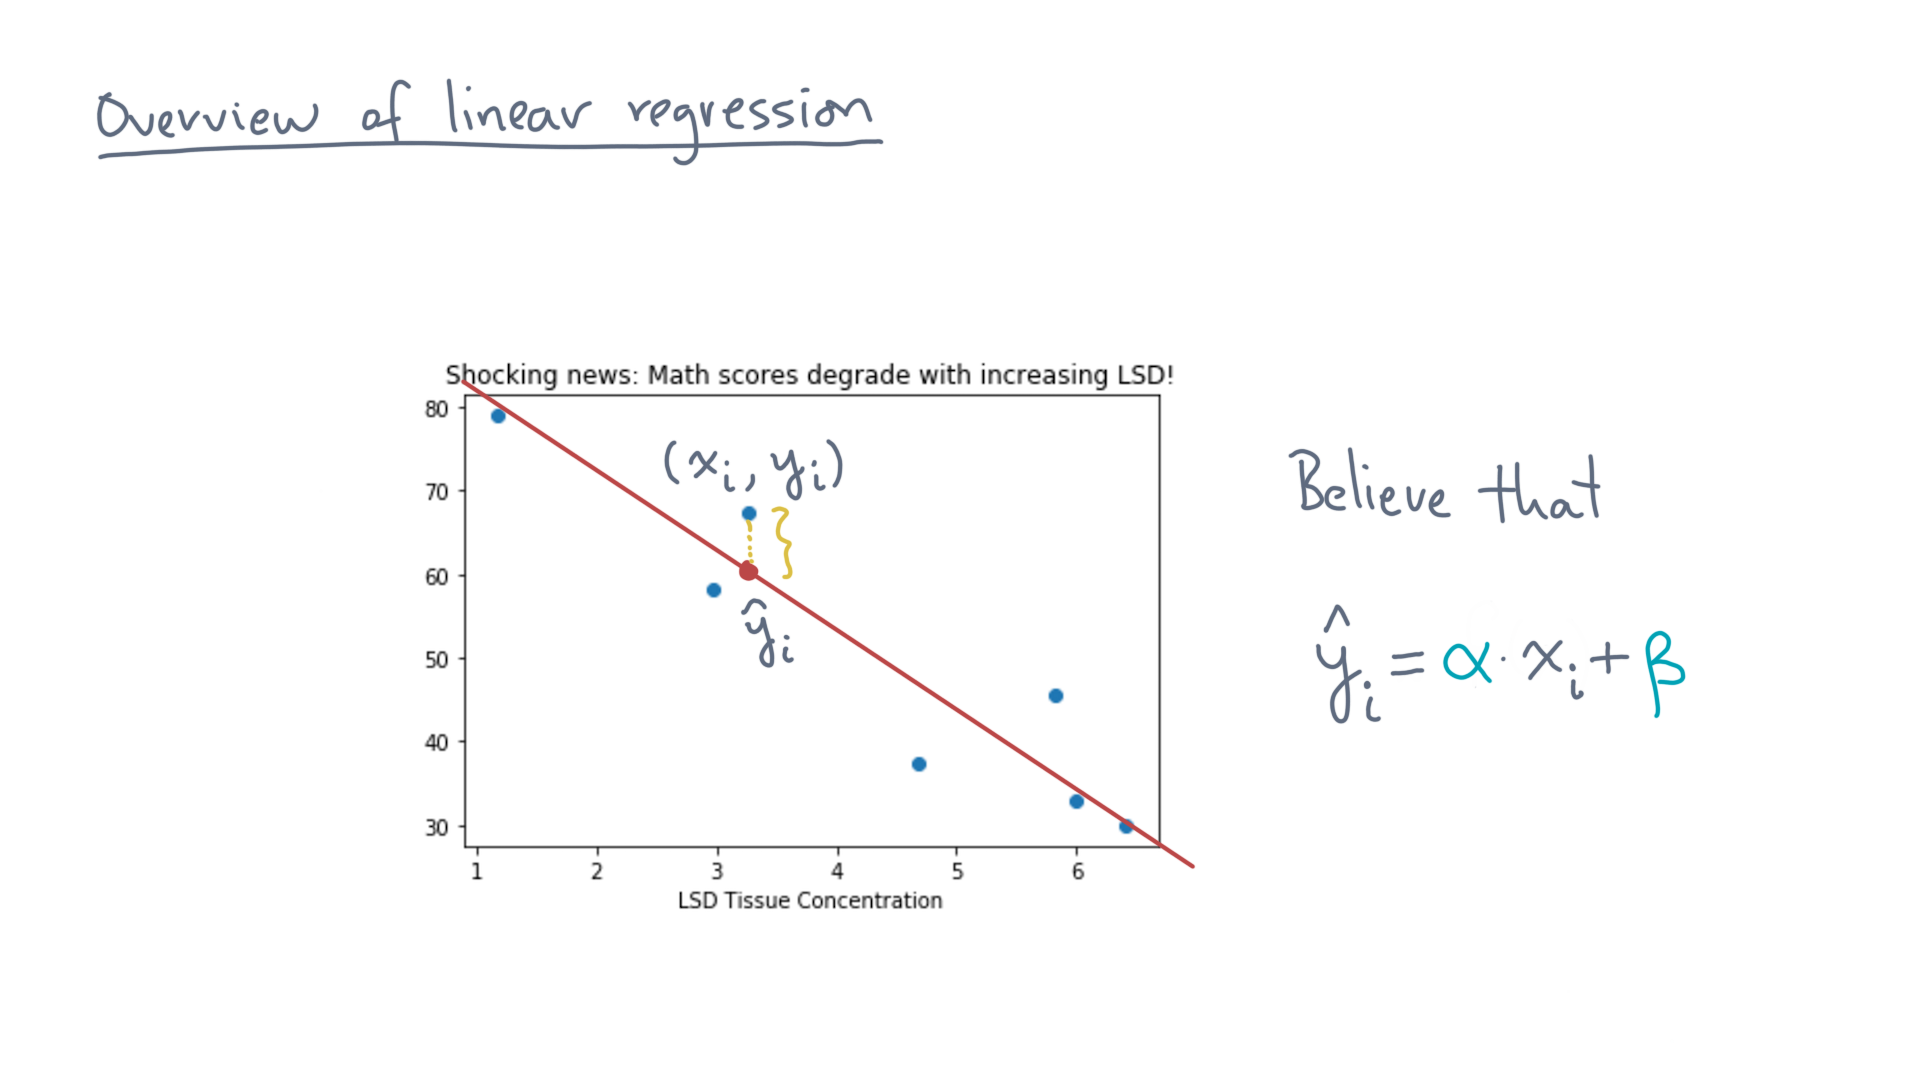 Overview of linear regression
Shocking news: Math scores degrade with increasing LSD!
80
70
60
50
40
30
(xᵢ, yᵢ)
ŷᵢ
1 2 3 4 5 6
LSD Tissue Concentration
Believe that
ŷᵢ = α · xᵢ + β